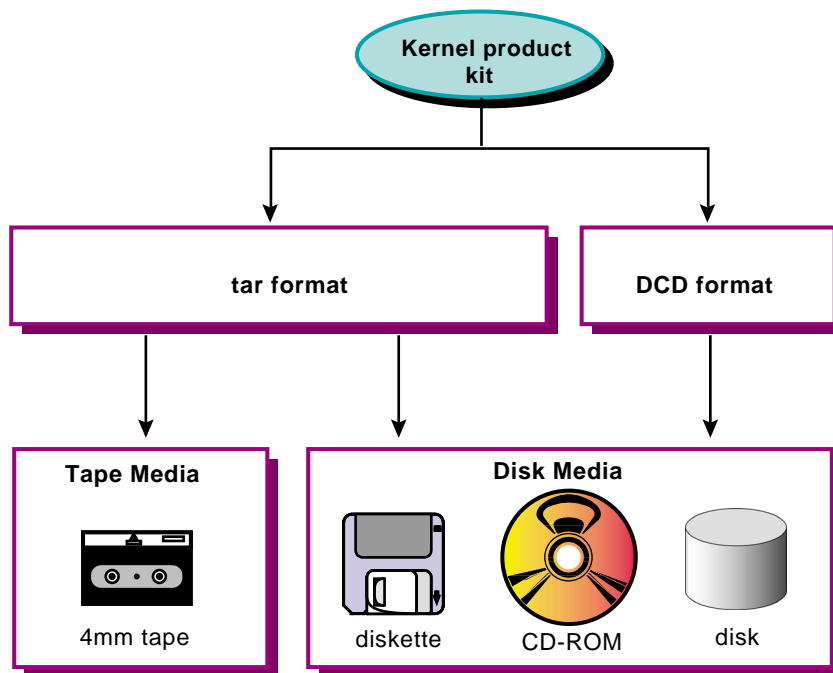 Kernel product
kit
tar format
DCD format
Tape Media
Disk Media
4mm tape
diskette
CD-ROM
disk